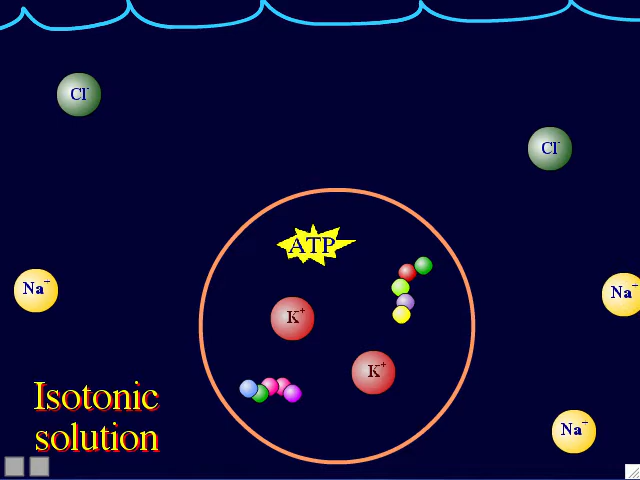 Cl-
Cl-
ATP
Na+
Na+
K+
K+
Isotonic
solution
Na+